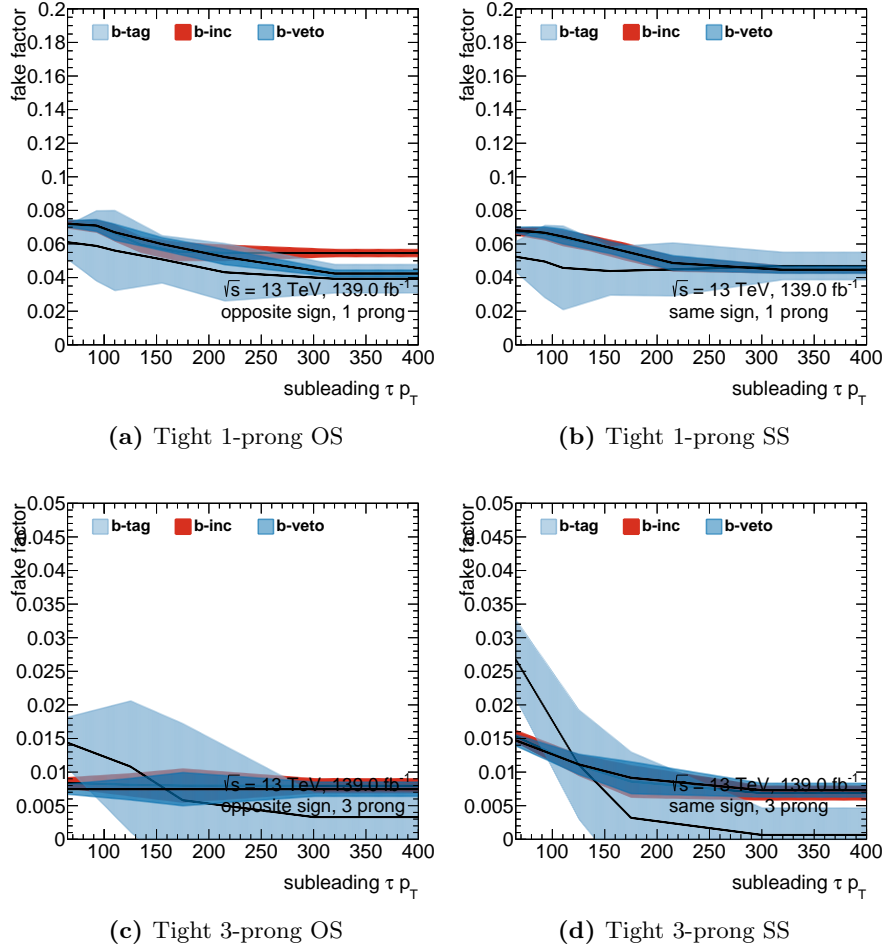 fake factor
0.2
0.18
0.16
0.14
0.12
0.1
0.08
0.06
0.04
0.02
0
b-tag b-inc b-veto
√s = 13 TeV, 139.0 fb⁻¹
opposite sign, 1 prong
100 150 200 250 300 350 400
subleading τ p_T
(a) Tight 1-prong OS
fake factor
0.2
0.18
0.16
0.14
0.12
0.1
0.08
0.06
0.04
0.02
0
b-tag b-inc b-veto
√s = 13 TeV, 139.0 fb⁻¹
same sign, 1 prong
100 150 200 250 300 350 400
subleading τ p_T
(b) Tight 1-prong SS
fake factor
0.05
0.045
0.04
0.035
0.03
0.025
0.02
0.015
0.01
0.005
0
b-tag b-inc b-veto
√s = 13 TeV, 139.0 fb⁻¹
opposite sign, 3 prong
100 150 200 250 300 350 400
subleading τ p_T
(c) Tight 3-prong OS
fake factor
0.05
0.045
0.04
0.035
0.03
0.025
0.02
0.015
0.01
0.005
0
b-tag b-inc b-veto
√s = 13 TeV, 139.0 fb⁻¹
same sign, 3 prong
100 150 200 250 300 350 400
subleading τ p_T
(d) Tight 3-prong SS